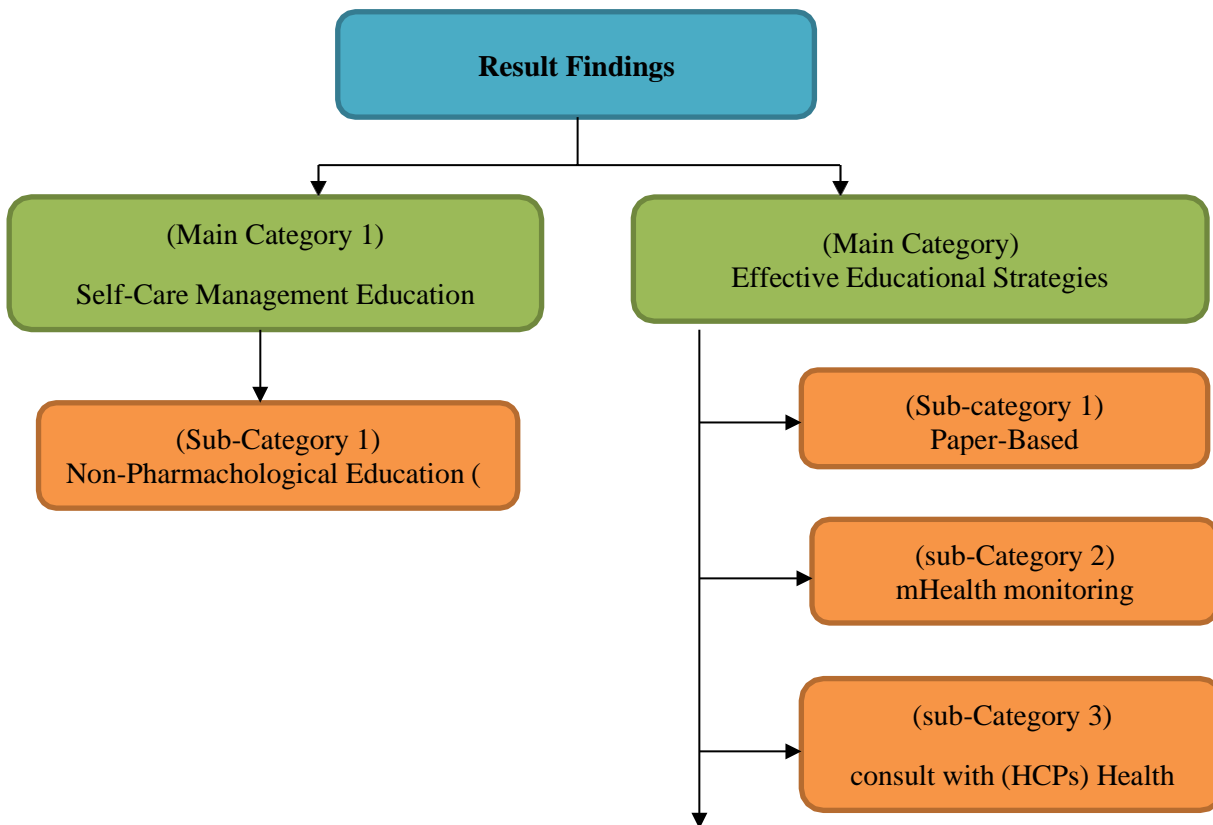 Result Findings
(Main Category 1)
Self-Care Management Education
(Main Category)
Effective Educational Strategies
(Sub-Category 1)
Non-Pharmachological Education (
(Sub-category 1)
Paper-Based
(sub-Category 2)
mHealth monitoring
(sub-Category 3)
consult with (HCPs) Health